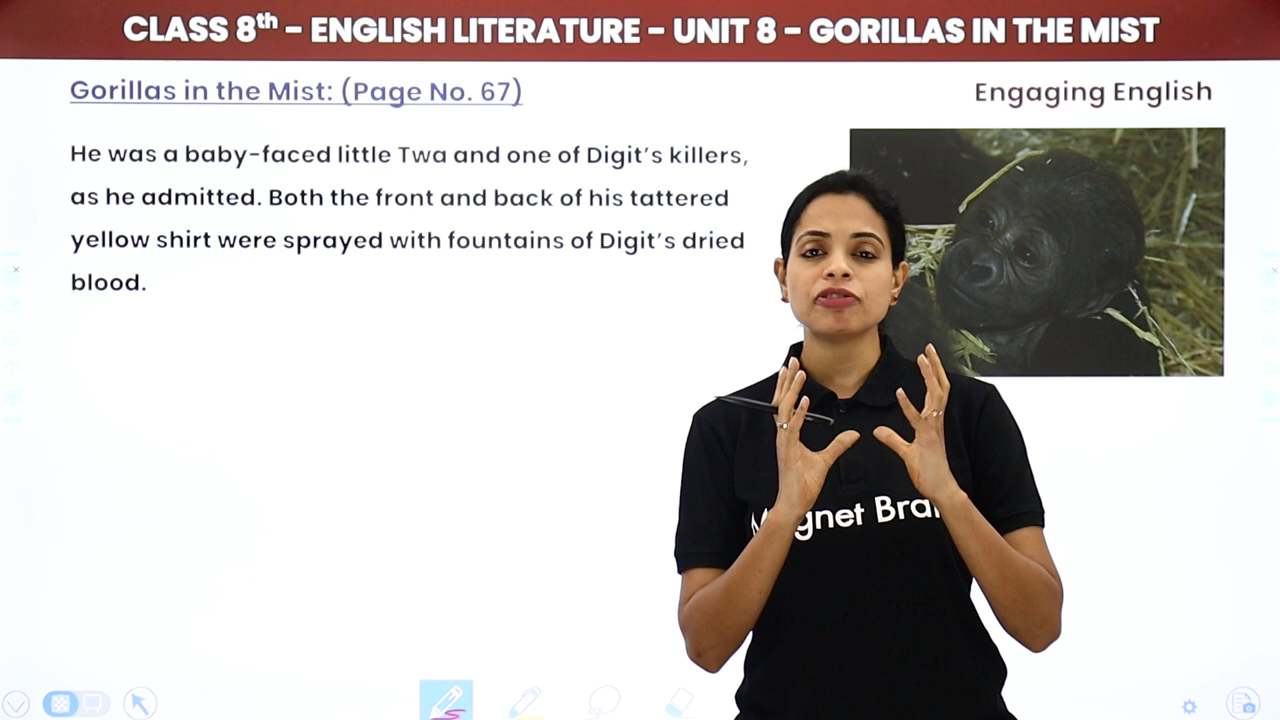 CLASS 8th – ENGLISH LITERATURE – UNIT 8 – GORILLAS IN THE MIST
Gorillas in the Mist: (Page No. 67)
Engaging English
He was a baby-faced little Twa and one of Digit's killers,
as he admitted. Both the front and back of his tattered
yellow shirt were sprayed with fountains of Digit's dried
blood.